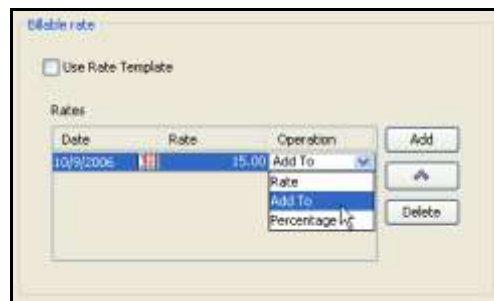 Billable rate
Use Rate Template
Rates
Date Rate Operation Add
10/9/2006 15.00 Add To
Rate
Add To
Percentage
Delete